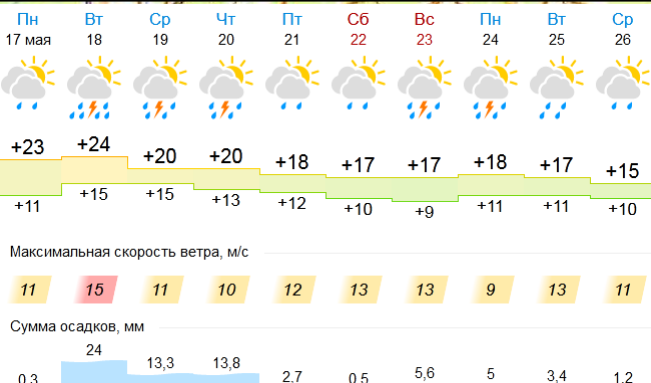 Пн Вт Ср Чт Пт Сб Вс Пн Вт Ср
17 мая 18 19 20 21 22 23 24 25 26
+23 +24 +20 +20 +18 +17 +17 +18 +17 +15
+11 +15 +15 +13 +12 +10 +9 +11 +11 +10
Максимальная скорость ветра, м/с
11 15 11 10 12 13 13 9 13 11
Сумма осадков, мм
0,3 24 13,3 13,8 2,7 0,5 5,6 5 3,4 1,2